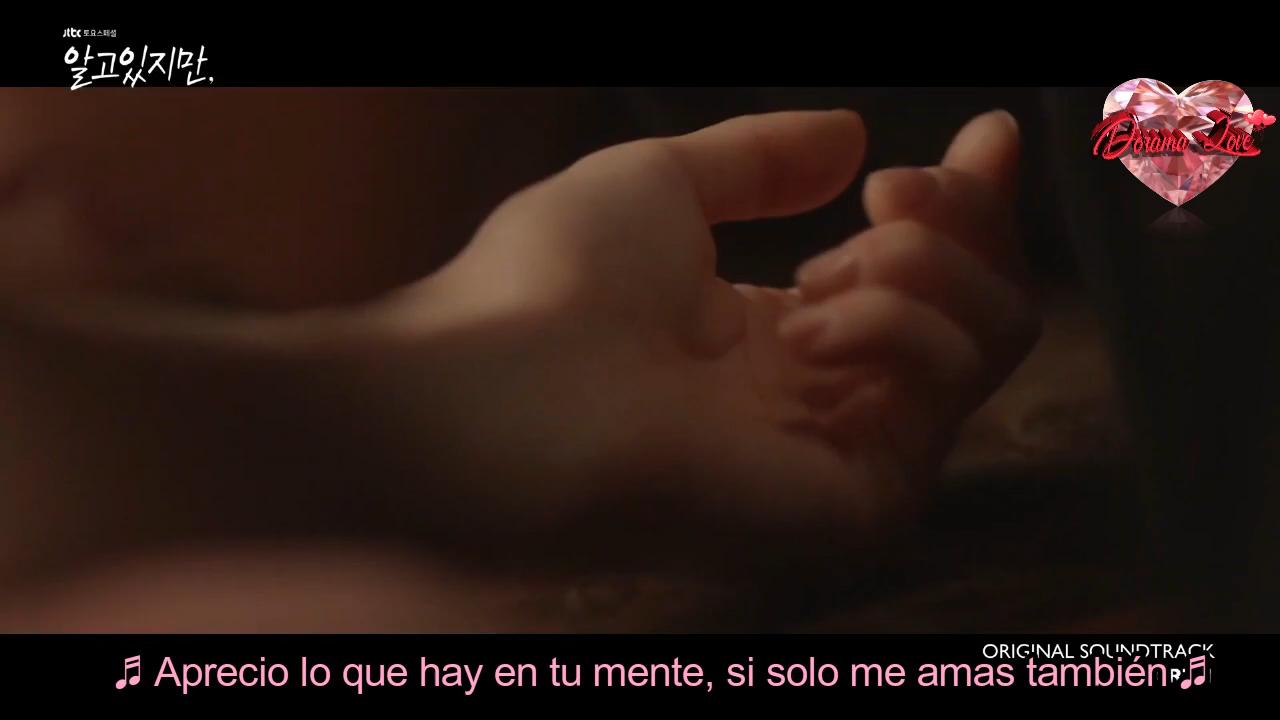 jtbc 토요스페셜
알고있지만,
Dorama Love
ORIGINAL SOUNDTRACK
♬ Aprecio lo que hay en tu mente, si solo me amas también ♬